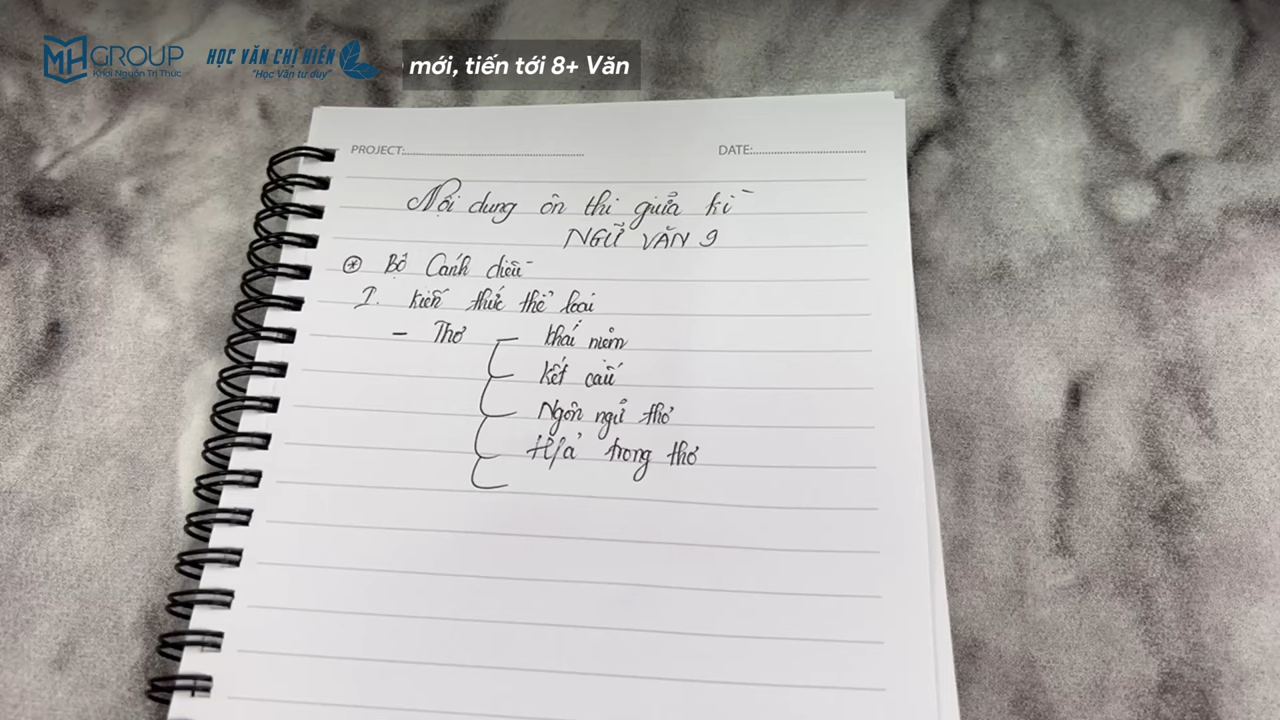 MH GROUP
Khơi Nguồn Tri Thức
HỌC VĂN CHỊ HIÊN
"Học Văn tư duy"
mới, tiến tới 8+ Văn
PROJECT:
DATE:
Nội dung ôn thi giữa kì
NGỮ VĂN 9
* Bộ Cánh diều
I. Kiến thức thể loại
- Thơ
khái niệm
kết cấu
Ngôn ngữ thơ
H/ả trong thơ